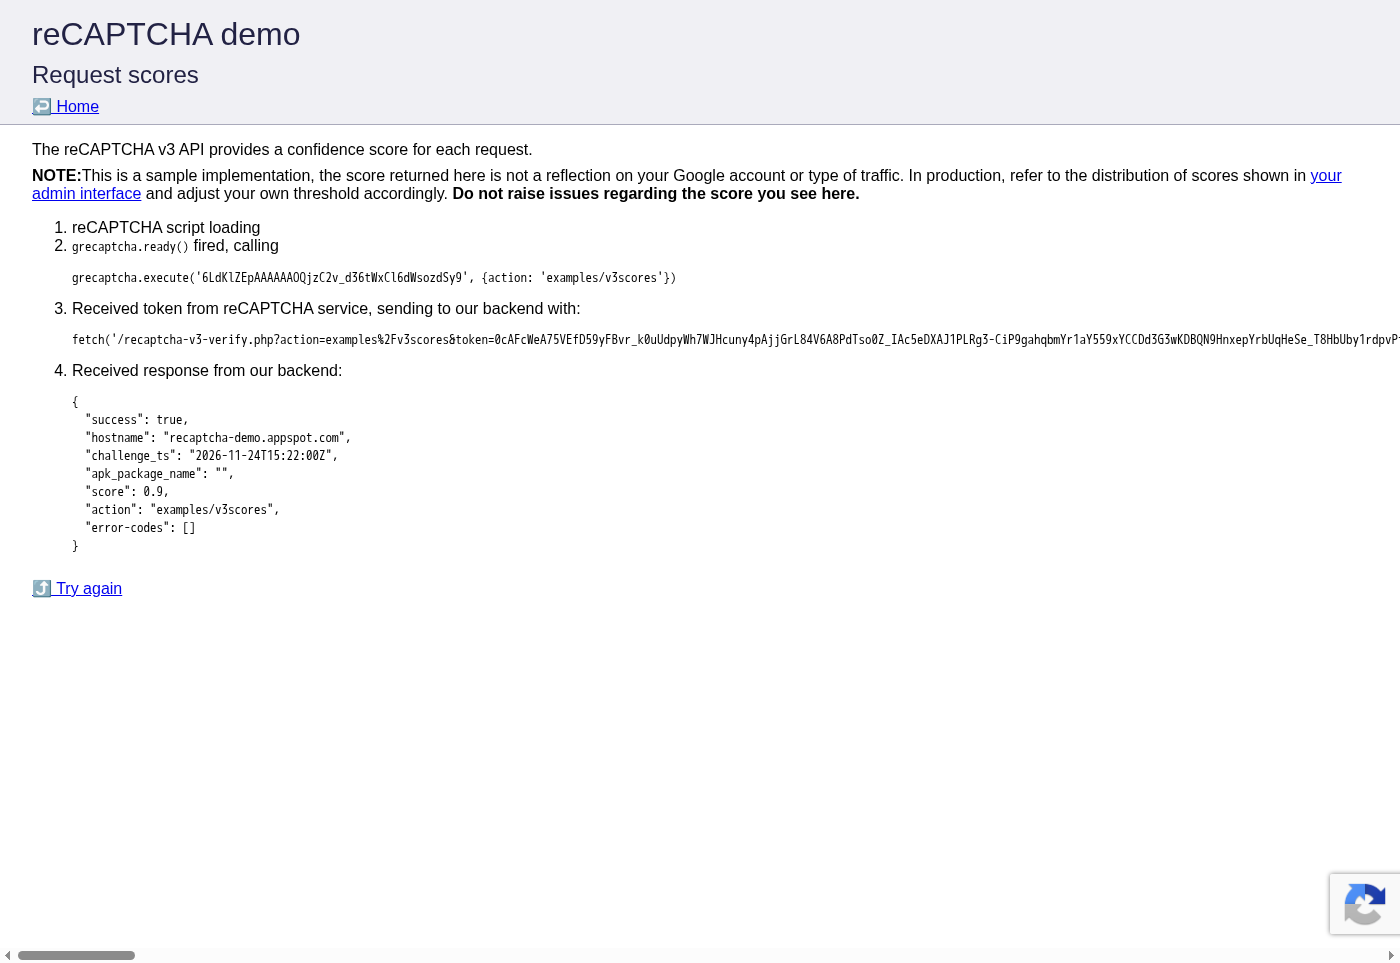 reCAPTCHA demo
Request scores
↩️ Home
The reCAPTCHA v3 API provides a confidence score for each request.
NOTE:This is a sample implementation, the score returned here is not a reflection on your Google account or type of traffic. In production, refer to the distribution of scores shown in your
admin interface and adjust your own threshold accordingly. Do not raise issues regarding the score you see here.
1. reCAPTCHA script loading
2. grecaptcha.ready() fired, calling
grecaptcha.execute('6LdKlZEpAAAAAAOQjzC2v_d36tWxCl6dWsozdSy9', {action: 'examples/v3scores'})
3. Received token from reCAPTCHA service, sending to our backend with:
fetch('/recaptcha-v3-verify.php?action=examples%2Fv3scores&token=0cAFcWeA75VEfD59yFBvr_k0uUdpyWh7WJHcuny4pAjjGrL84V6A8PdTso0Z_IAc5eDXAJ1PLRg3-CiP9gahqbmYr1aY559xYCCDd3G3wKDBQN9HnxepYrbUqHeSe_T8HbUby1rdpvP
4. Received response from our backend:
{
"success": true,
"hostname": "recaptcha-demo.appspot.com",
"challenge_ts": "2026-11-24T15:22:00Z",
"apk_package_name": "",
"score": 0.9,
"action": "examples/v3scores",
"error-codes": []
}
⤴️ Try again